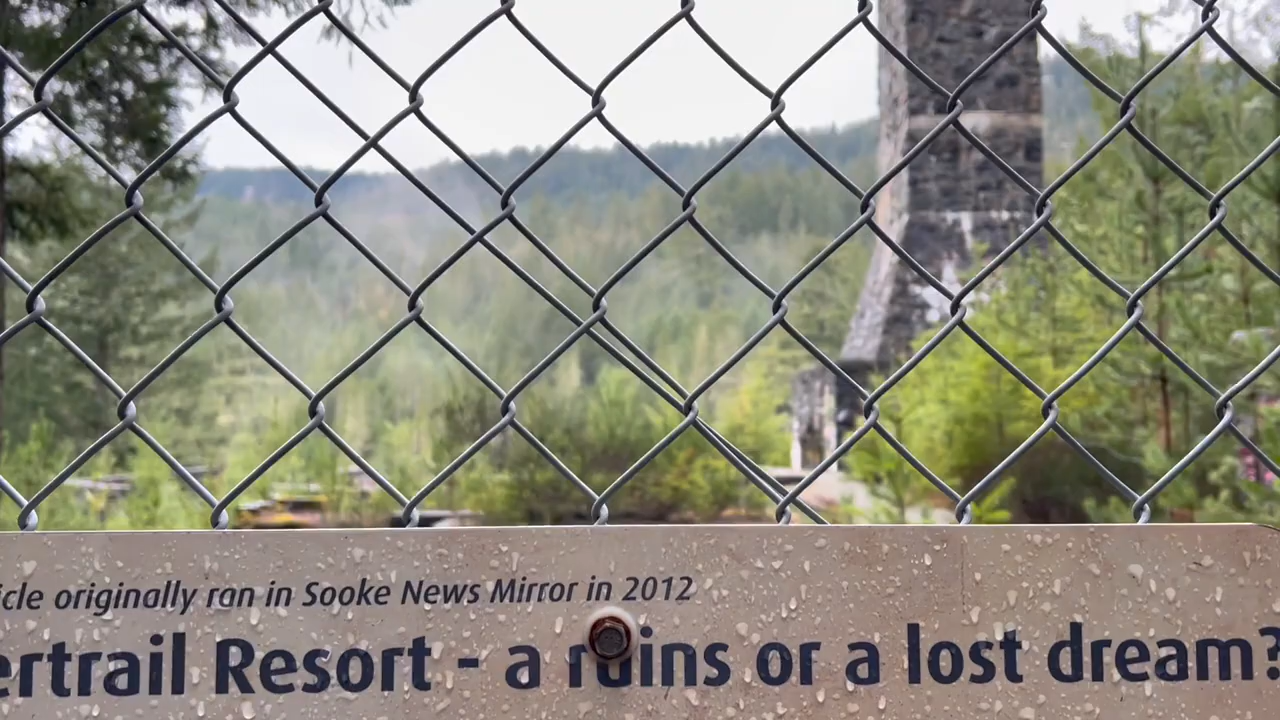 icle originally ran in Sooke News Mirror in 2012
ertrail Resort - a ruins or a lost dream?